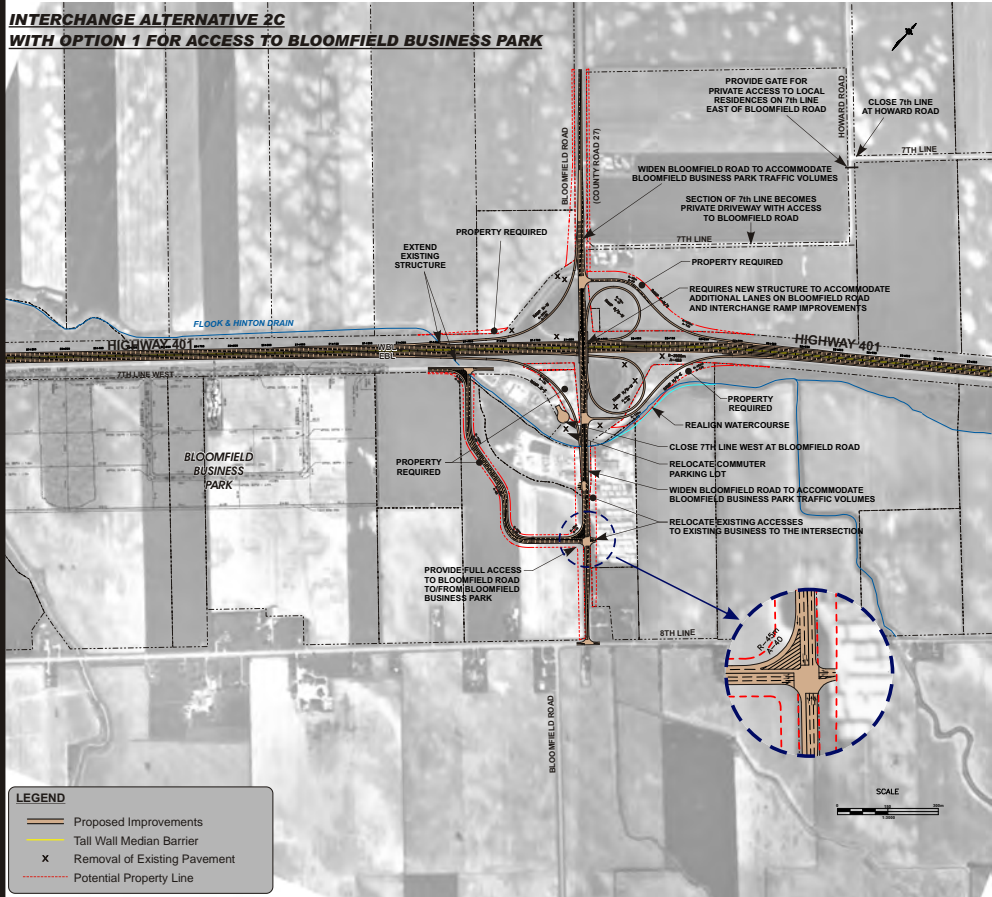 INTERCHANGE ALTERNATIVE 2C
WITH OPTION 1 FOR ACCESS TO BLOOMFIELD BUSINESS PARK
PROVIDE GATE FOR
PRIVATE ACCESS TO LOCAL
RESIDENCES ON 7th LINE
EAST OF BLOOMFIELD ROAD
HOWARD ROAD
CLOSE 7th LINE
AT HOWARD ROAD
7TH LINE
BLOOMFIELD ROAD
(COUNTY ROAD 27)
WIDEN BLOOMFIELD ROAD TO ACCOMMODATE
BLOOMFIELD BUSINESS PARK TRAFFIC VOLUMES
SECTION OF 7th LINE BECOMES
PRIVATE DRIVEWAY WITH ACCESS
TO BLOOMFIELD ROAD
PROPERTY REQUIRED
7TH LINE
EXTEND
EXISTING
STRUCTURE
PROPERTY REQUIRED
REQUIRES NEW STRUCTURE TO ACCOMMODATE
ADDITIONAL LANES ON BLOOMFIELD ROAD
AND INTERCHANGE RAMP IMPROVEMENTS
FLOOK & HINTON DRAIN
HIGHWAY 401
WBL
EBL
HIGHWAY 401
7TH LINE WEST
PROPERTY
REQUIRED
REALIGN WATERCOURSE
CLOSE 7TH LINE WEST AT BLOOMFIELD ROAD
BLOOMFIELD
BUSINESS
PARK
PROPERTY
REQUIRED
RELOCATE COMMUTER
PARKING LOT
WIDEN BLOOMFIELD ROAD TO ACCOMMODATE
BLOOMFIELD BUSINESS PARK TRAFFIC VOLUMES
RELOCATE EXISTING ACCESSES
TO EXISTING BUSINESS TO THE INTERSECTION
PROVIDE FULL ACCESS
TO BLOOMFIELD ROAD
TO/FROM BLOOMFIELD
BUSINESS PARK
8TH LINE
R=45m
A=40
BLOOMFIELD ROAD
SCALE
LEGEND
Proposed Improvements
Tall Wall Median Barrier
x Removal of Existing Pavement
Potential Property Line